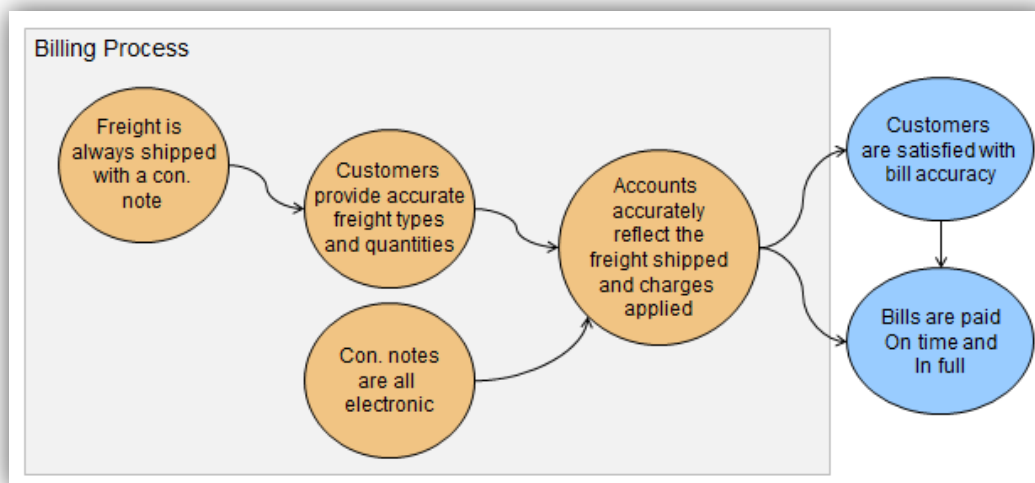 Billing Process
Freight is
always shipped
with a con.
note
Customers
provide accurate
freight types
and quantities
Con. notes
are all
electronic
Accounts
accurately
reflect the
freight shipped
and charges
applied
Customers
are satisfied with
bill accuracy
Bills are paid
On time and
In full